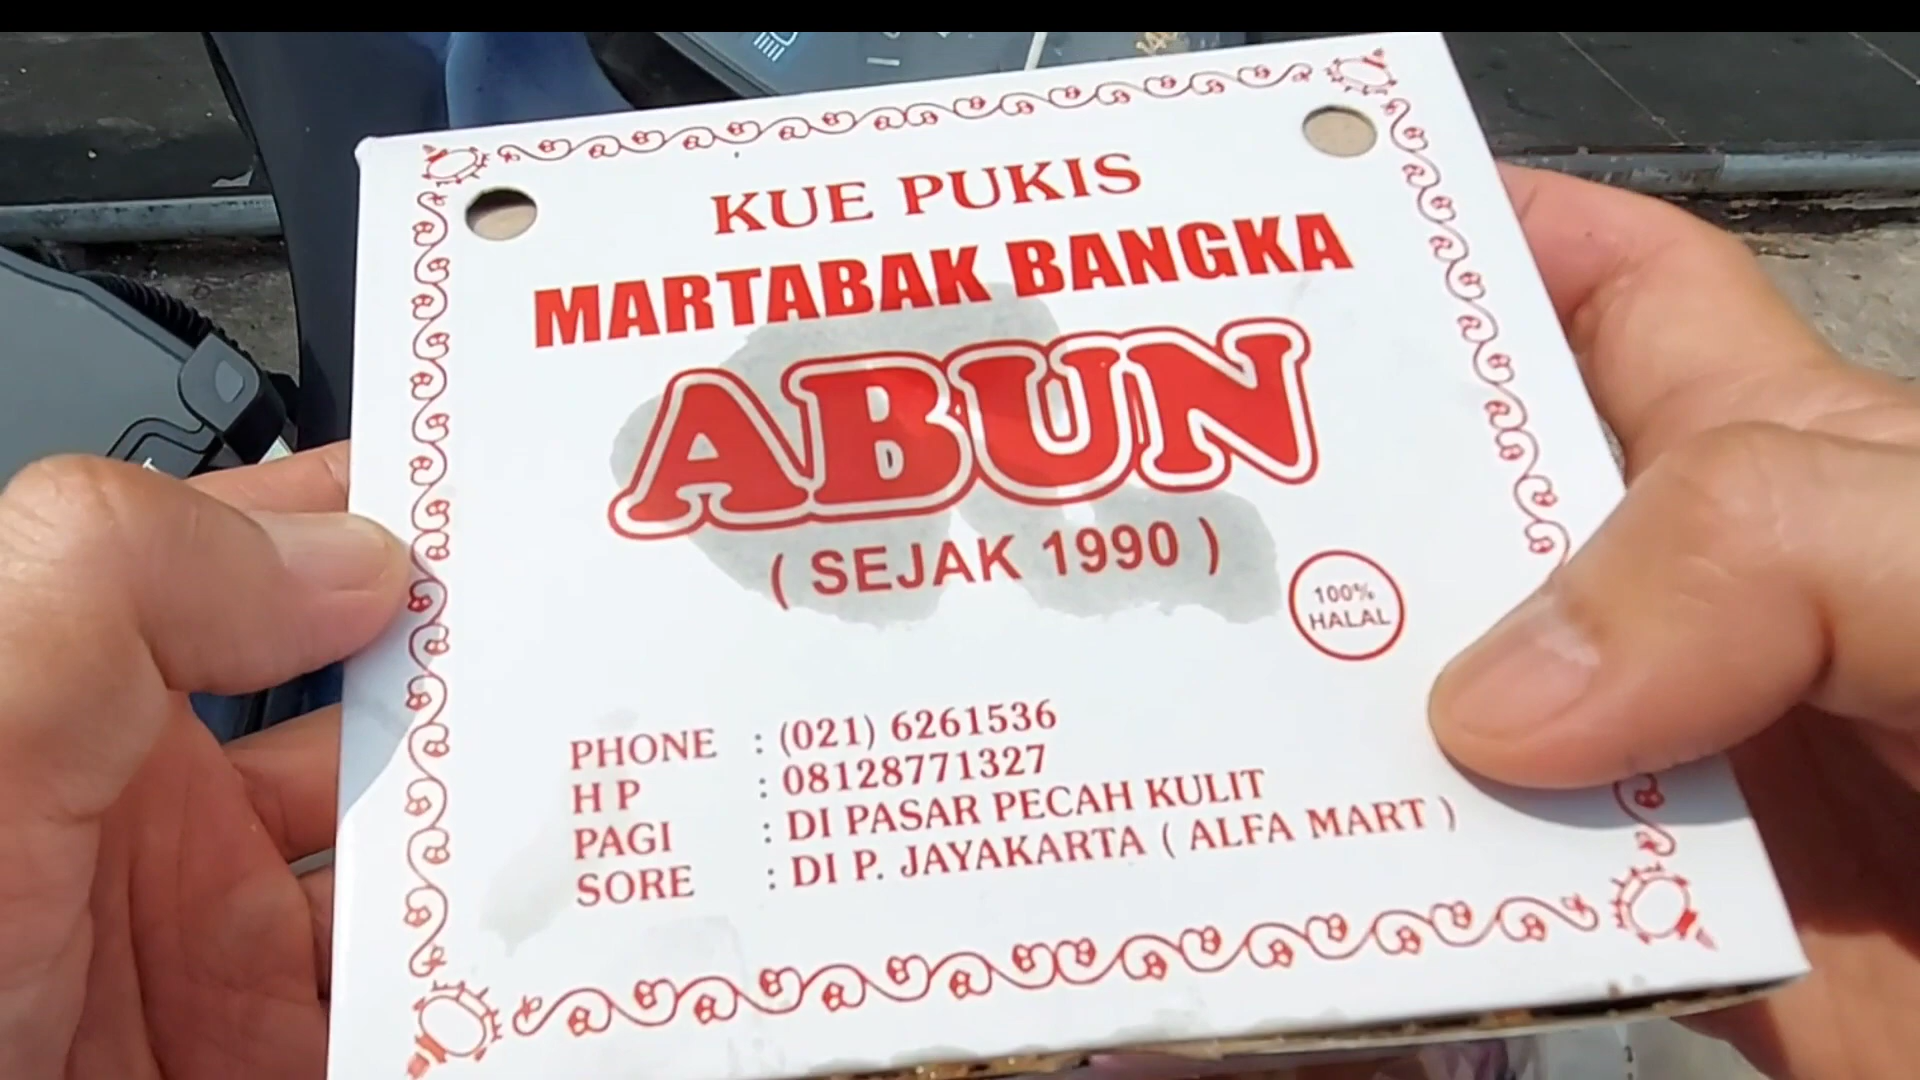 KUE PUKIS
MARTABAK BANGKA
ABUN
( SEJAK 1990 )
100%
HALAL
PHONE : (021) 6261536
H P : 08128771327
PAGI : DI PASAR PECAH KULIT
SORE : DI P. JAYAKARTA ( ALFA MART )